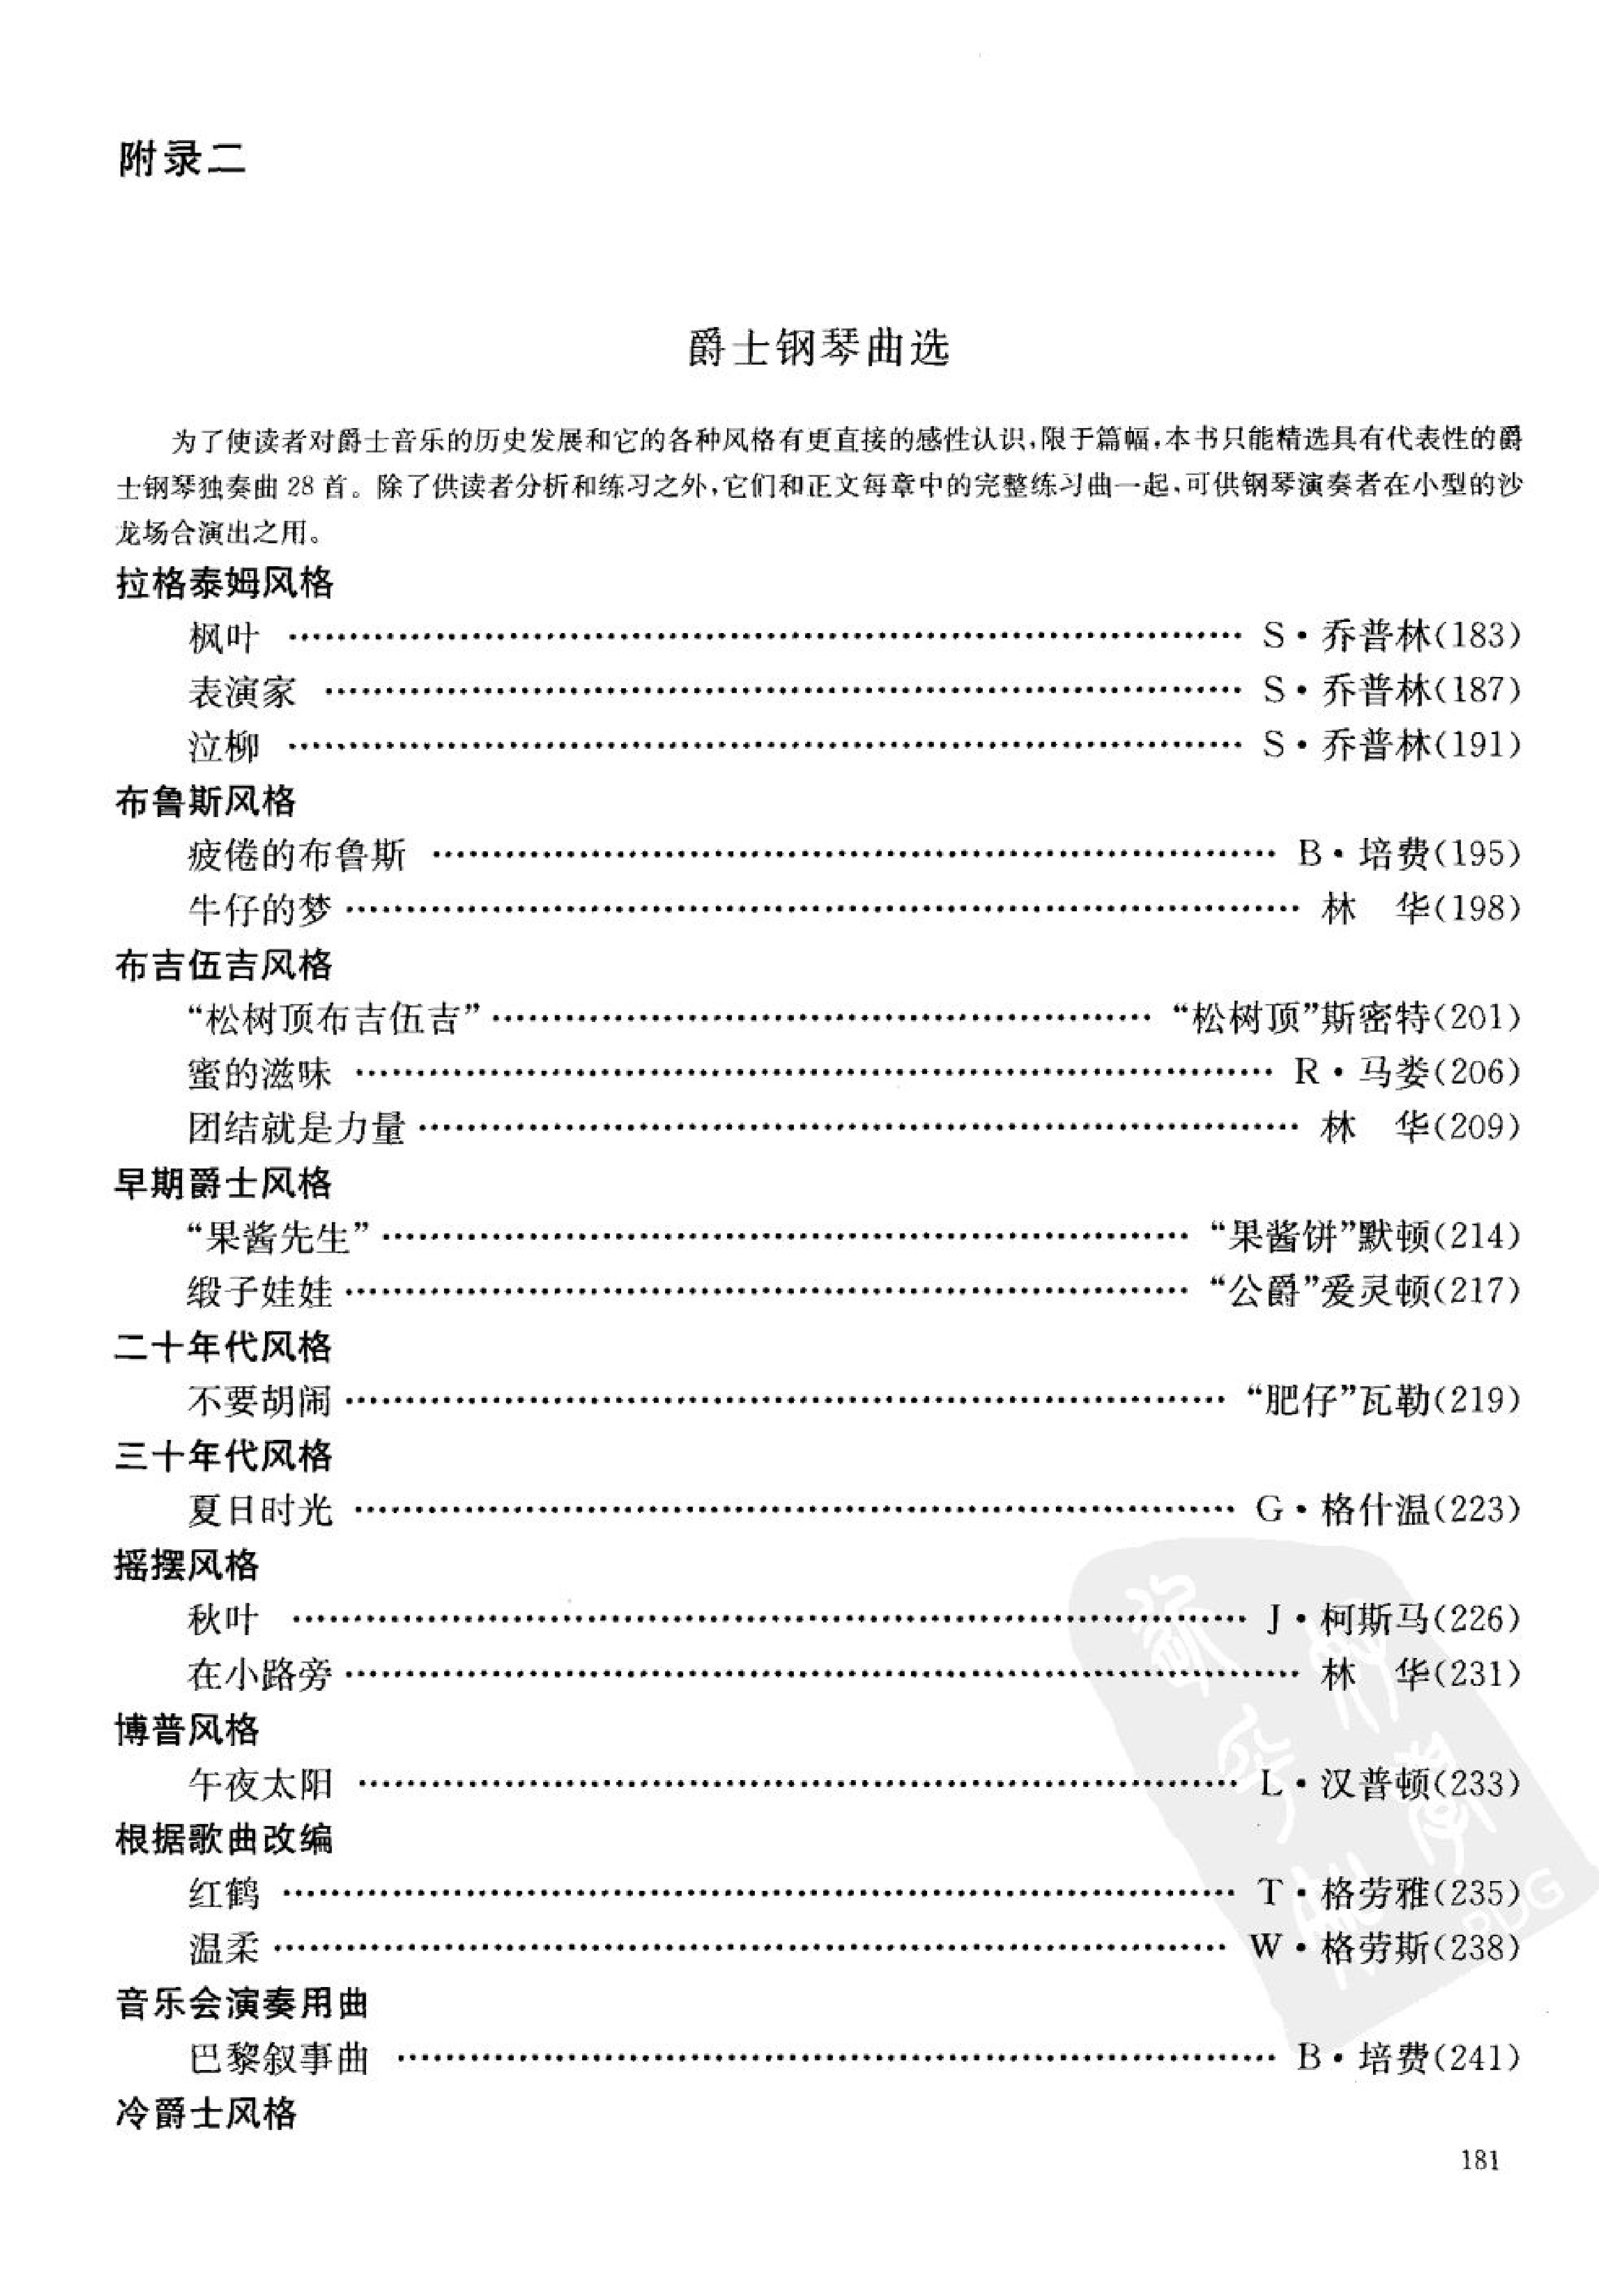 附录二
爵士钢琴曲选
为了使读者对爵士音乐的历史发展和它的各种风格有更直接的感性认识,限于篇幅,本书只能精选具有代表性的爵
士钢琴独奏曲 28 首。除了供读者分析和练习之外,它们和正文每章中的完整练习曲一起,可供钢琴演奏者在小型的沙
龙场合演出之用。
拉格泰姆风格
枫叶 …… S·乔普林(183)
表演家 …… S·乔普林(187)
泣柳 …… S·乔普林(191)
布鲁斯风格
疲倦的布鲁斯 …… B·培费(195)
牛仔的梦 …… 林 华(198)
布吉伍吉风格
“松树顶布吉伍吉” …… “松树顶”斯密特(201)
蜜的滋味 …… R·马娄(206)
团结就是力量 …… 林 华(209)
早期爵士风格
“果酱先生” …… “果酱饼”默顿(214)
缎子娃娃 …… “公爵”爱灵顿(217)
二十年代风格
不要胡闹 …… “肥仔”瓦勒(219)
三十年代风格
夏日时光 …… G·格什温(223)
摇摆风格
秋叶 …… J·柯斯马(226)
在小路旁 …… 林 华(231)
博普风格
午夜太阳 …… L·汉普顿(233)
根据歌曲改编
红鹤 …… T·格劳雅(235)
温柔 …… W·格劳斯(238)
音乐会演奏用曲
巴黎叙事曲 …… B·培费(241)
冷爵士风格
181
PDG